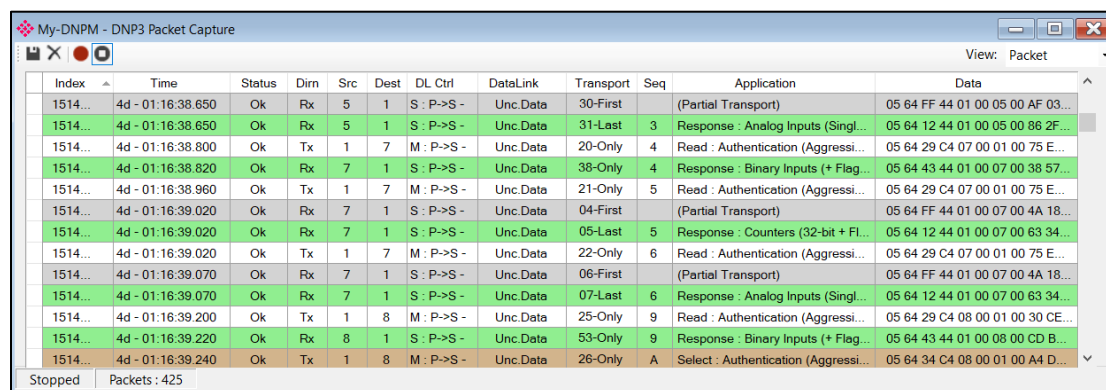 My-DNPM - DNP3 Packet Capture
View: Packet
Index Time Status Dirn Src Dest DL Ctrl DataLink Transport Seq Application Data
1514... 4d - 01:16:38.650 Ok Rx 5 1 S : P->S - Unc.Data 30-First (Partial Transport) 05 64 FF 44 01 00 05 00 AF 03...
1514... 4d - 01:16:38.650 Ok Rx 5 1 S : P->S - Unc.Data 31-Last 3 Response : Analog Inputs (Singl... 05 64 12 44 01 00 05 00 86 2F...
1514... 4d - 01:16:38.800 Ok Tx 1 7 M : P->S - Unc.Data 20-Only 4 Read : Authentication (Aggressi... 05 64 29 C4 07 00 01 00 75 E...
1514... 4d - 01:16:38.820 Ok Rx 7 1 S : P->S - Unc.Data 38-Only 4 Response : Binary Inputs (+ Flag... 05 64 43 44 01 00 07 00 38 57...
1514... 4d - 01:16:38.960 Ok Tx 1 7 M : P->S - Unc.Data 21-Only 5 Read : Authentication (Aggressi... 05 64 29 C4 07 00 01 00 75 E...
1514... 4d - 01:16:39.020 Ok Rx 7 1 S : P->S - Unc.Data 04-First (Partial Transport) 05 64 FF 44 01 00 07 00 4A 18...
1514... 4d - 01:16:39.020 Ok Rx 7 1 S : P->S - Unc.Data 05-Last 5 Response : Counters (32-bit + Fl... 05 64 12 44 01 00 07 00 63 34...
1514... 4d - 01:16:39.020 Ok Tx 1 7 M : P->S - Unc.Data 22-Only 6 Read : Authentication (Aggressi... 05 64 29 C4 07 00 01 00 75 E...
1514... 4d - 01:16:39.070 Ok Rx 7 1 S : P->S - Unc.Data 06-First (Partial Transport) 05 64 FF 44 01 00 07 00 4A 18...
1514... 4d - 01:16:39.070 Ok Rx 7 1 S : P->S - Unc.Data 07-Last 6 Response : Analog Inputs (Singl... 05 64 12 44 01 00 07 00 63 34...
1514... 4d - 01:16:39.200 Ok Tx 1 8 M : P->S - Unc.Data 25-Only 9 Read : Authentication (Aggressi... 05 64 29 C4 08 00 01 00 30 CE...
1514... 4d - 01:16:39.220 Ok Rx 8 1 S : P->S - Unc.Data 53-Only 9 Response : Binary Inputs (+ Flag... 05 64 43 44 01 00 08 00 CD B...
1514... 4d - 01:16:39.240 Ok Tx 1 8 M : P->S - Unc.Data 26-Only A Select : Authentication (Aggressi... 05 64 34 C4 08 00 01 00 A4 D...
Stopped Packets : 425